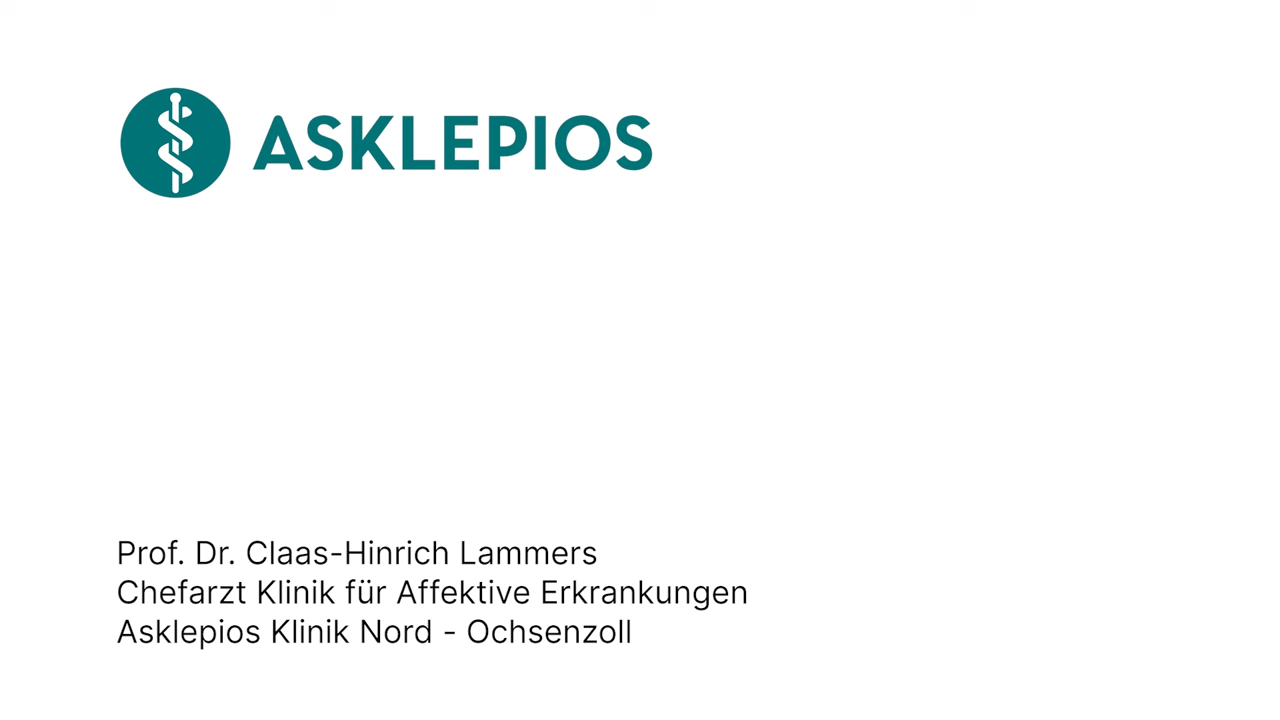 ASKLEPIOS
Prof. Dr. Claas-Hinrich Lammers
Chefarzt Klinik für Affektive Erkrankungen
Asklepios Klinik Nord - Ochsenzoll